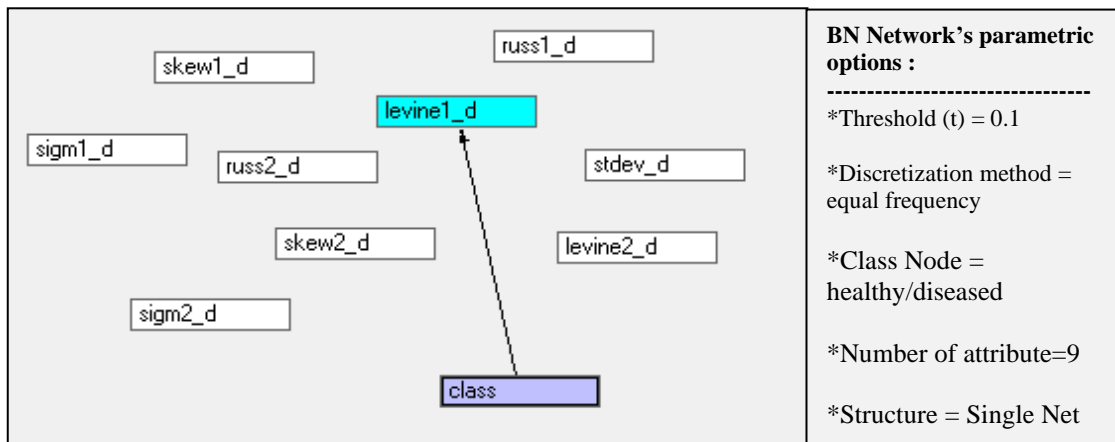 russ1_d
skew1_d
levine1_d
sigm1_d
russ2_d
stdev_d
skew2_d
levine2_d
sigm2_d
class
BN Network's parametric
options :
---------------------------------
*Threshold (t) = 0.1
*Discretization method =
equal frequency
*Class Node =
healthy/diseased
*Number of attribute=9
*Structure = Single Net